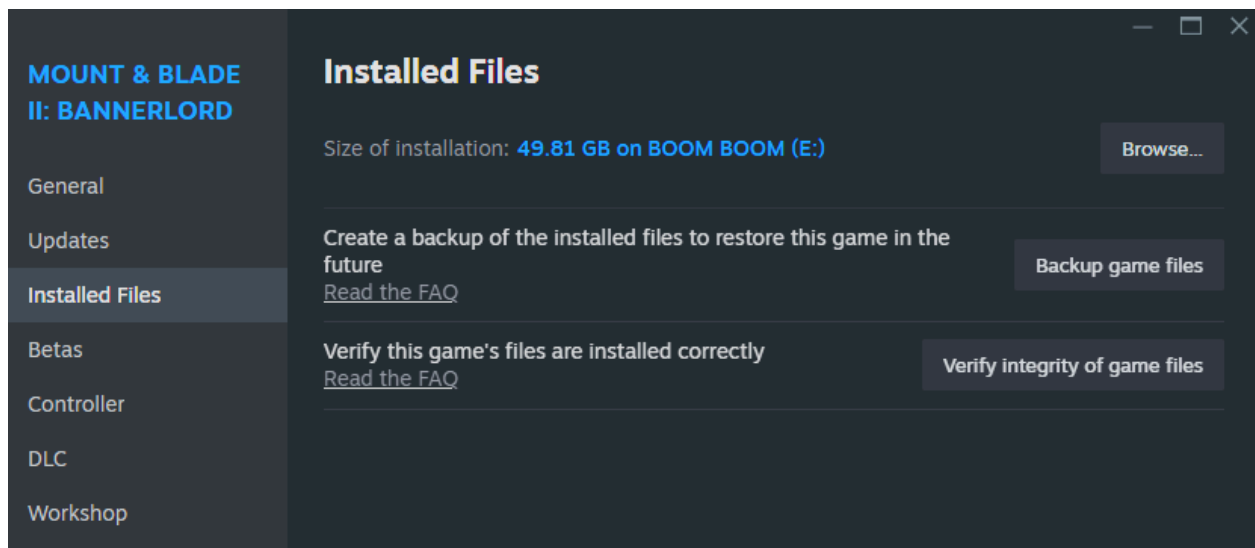 MOUNT & BLADE
II: BANNERLORD
General
Updates
Installed Files
Betas
Controller
DLC
Workshop
Installed Files
Size of installation: 49.81 GB on BOOM BOOM (E:)
Browse...
Create a backup of the installed files to restore this game in the
future
Read the FAQ
Backup game files
Verify this game's files are installed correctly
Read the FAQ
Verify integrity of game files